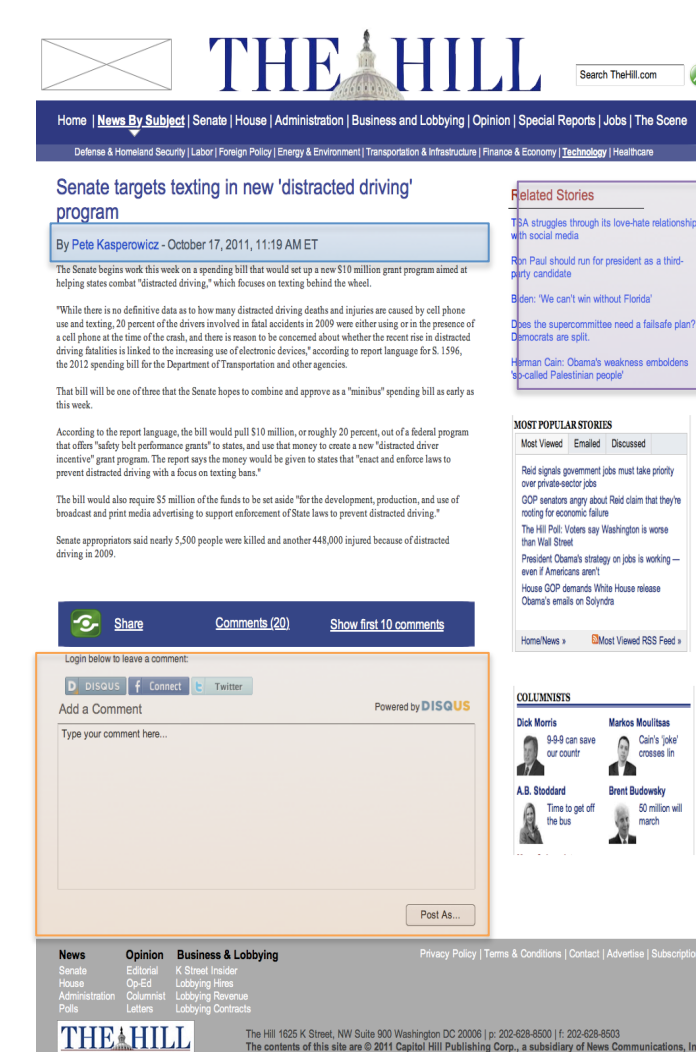 THE HILL
Search TheHill.com
Home | News By Subject | Senate | House | Administration | Business and Lobbying | Opinion | Special Reports | Jobs | The Scene
Defense & Homeland Security | Labor | Foreign Policy | Energy & Environment | Transportation & Infrastructure | Finance & Economy | Technology | Healthcare
Senate targets texting in new 'distracted driving'
program
By Pete Kasperowicz - October 17, 2011, 11:19 AM ET
The Senate begins work this week on a spending bill that would set up a new $10 million grant program aimed at
helping states combat "distracted driving," which focuses on texting behind the wheel.
"While there is no definitive data as to how many distracted driving deaths and injuries are caused by cell phone
use and texting, 20 percent of the drivers involved in fatal accidents in 2009 were either using or in the presence of
a cell phone at the time of the crash, and there is reason to be concerned about whether the recent rise in distracted
driving fatalities is linked to the increasing use of electronic devices," according to report language for S. 1596,
the 2012 spending bill for the Department of Transportation and other agencies.
That bill will be one of three that the Senate hopes to combine and approve as a "minibus" spending bill as early as
this week.
According to the report language, the bill would pull $10 million, or roughly 20 percent, out of a federal program
that offers "safety belt performance grants" to states, and use that money to create a new "distracted driver
incentive" grant program. The report says the money would be given to states that "enact and enforce laws to
prevent distracted driving with a focus on texting bans."
The bill would also require $5 million of the funds to be set aside "for the development, production, and use of
broadcast and print media advertising to support enforcement of State laws to prevent distracted driving."
Senate appropriators said nearly 5,500 people were killed and another 448,000 injured because of distracted
driving in 2009.
Share
Comments (20)
Show first 10 comments
Login below to leave a comment:
D DISQUS
f Connect
t Twitter
Add a Comment
Powered by DISQUS
Type your comment here...
Post As...
Related Stories
TSA struggles through its love-hate relationship
with social media
Ron Paul should run for president as a third-
party candidate
Biden: 'We can't win without Florida'
Does the supercommittee need a failsafe plan?
Democrats are split.
Herman Cain: Obama's weakness emboldens
'so-called Palestinian people'
MOST POPULAR STORIES
Most Viewed Emailed Discussed
Reid signals government jobs must take priority
over private-sector jobs
GOP senators angry about Reid claim that they're
rooting for economic failure
The Hill Poll: Voters say Washington is worse
than Wall Street
President Obama's strategy on jobs is working —
even if Americans aren't
House GOP demands White House release
Obama's emails on Solyndra
Home/News » Most Viewed RSS Feed »
COLUMNISTS
Dick Morris
9-9-9 can save
our countr
Markos Moulitsas
Cain's 'joke'
crosses lin
A.B. Stoddard
Time to get off
the bus
Brent Budowsky
50 million will
march
News
Senate
House
Administration
Polls
Opinion
Editorial
Op-Ed
Columnist
Letters
Business & Lobbying
K Street Insider
Lobbying Hires
Lobbying Revenue
Lobbying Contracts
Privacy Policy | Terms & Conditions | Contact | Advertise | Subscriptio
THE HILL
The Hill 1625 K Street, NW Suite 900 Washington DC 20006 | p: 202-628-8500 | f: 202-628-8503
The contents of this site are © 2011 Capitol Hill Publishing Corp., a subsidiary of News Communications, In